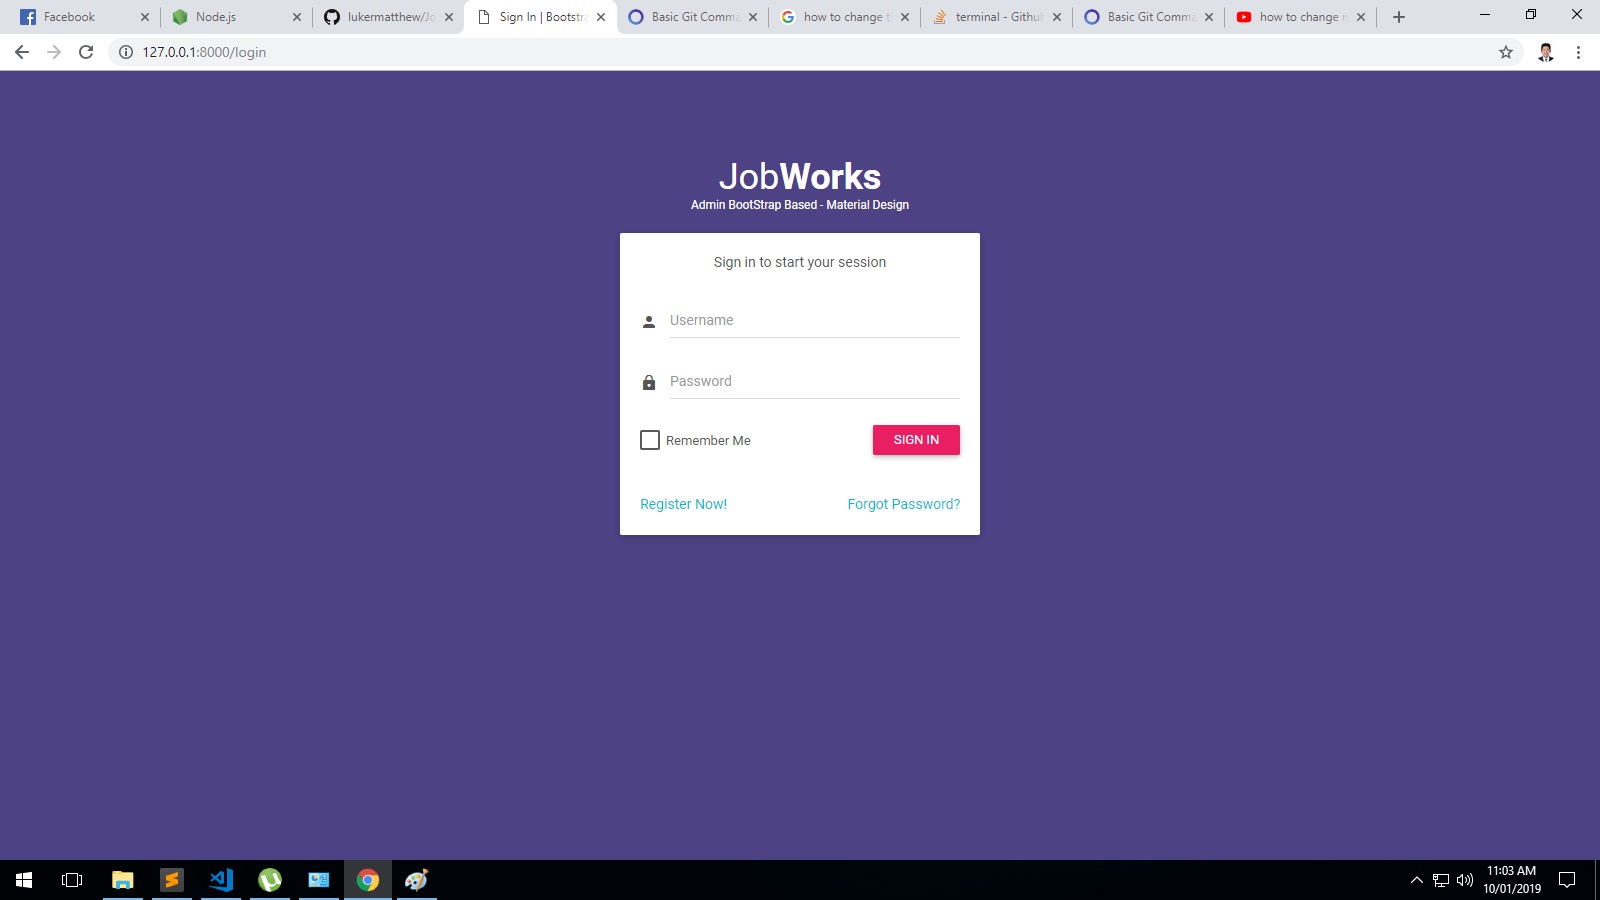 Facebook
Node.js
lukermatthew/Jo
Sign In | Bootstra
Basic Git Comma
how to change t
terminal - Github
Basic Git Comma
how to change
127.0.0.1:8000/login
JobWorks
Admin BootStrap Based - Material Design
Sign in to start your session
Username
Password
Remember Me
SIGN IN
Register Now!
Forgot Password?
11:03 AM
10/01/2019